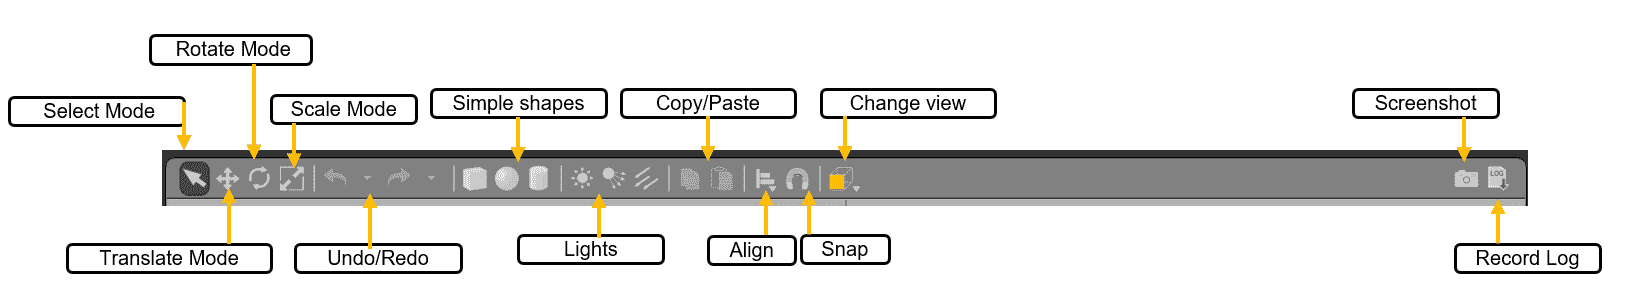 Rotate Mode
Select Mode
Scale Mode
Simple shapes
Copy/Paste
Change view
Screenshot
LOG
Translate Mode
Undo/Redo
Lights
Align
Snap
Record Log